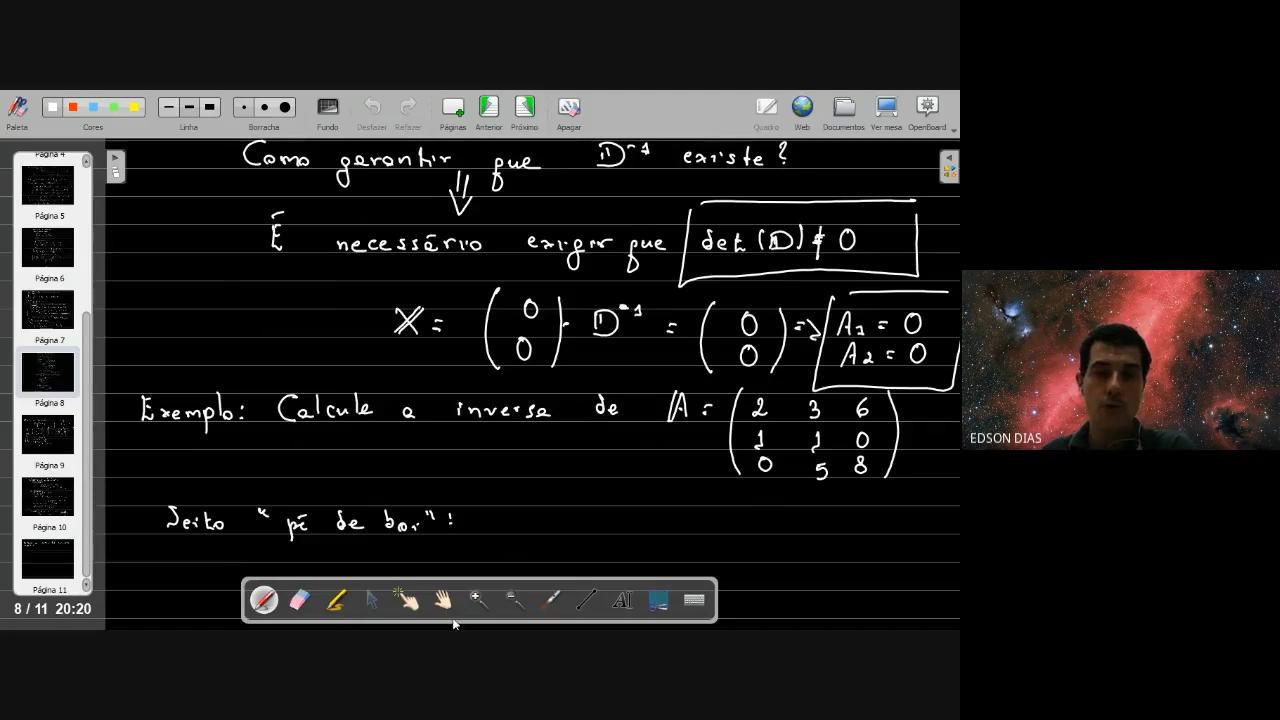 Paleta Cores Linha Borracha Fundo Desfazer Refazer Páginas Anterior Próximo Apagar Quadro Web Documentos Ver mesa OpenBoard
Página 4
Página 5
Página 6
Página 7
Página 8
Página 9
Página 10
Página 11
8 / 11 20:20
Como garantir que D⁻¹ existe?
⇓
É necessário exigir que det(D) ≠ 0
X = (0 0) · D⁻¹ = (0 0) => A1 = 0
A2 = 0
Exemplo: Calcule a inversa de A = (2 3 6
1 1 0
0 5 8)
Jeito "pé de boi"!
AI
EDSON DIAS